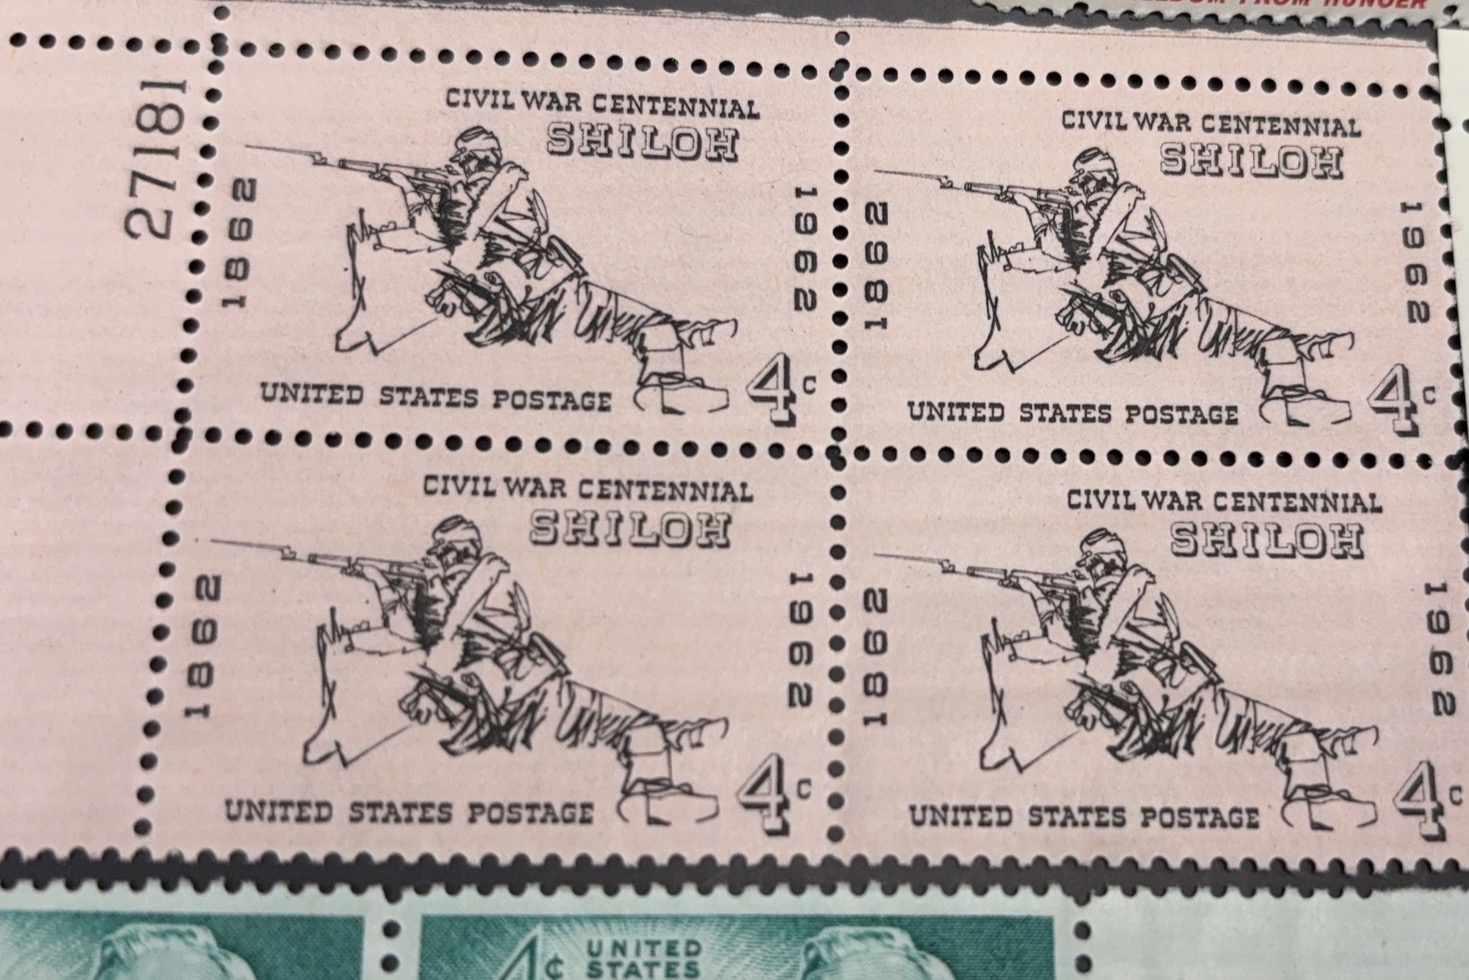 FROM HUNGER
27181
CIVIL WAR CENTENNIAL
SHILOH
1862
1962
UNITED STATES POSTAGE
4c
CIVIL WAR CENTENNIAL
SHILOH
1862
1962
UNITED STATES POSTAGE
4c
CIVIL WAR CENTENNIAL
SHILOH
1862
1962
UNITED STATES POSTAGE
4c
CIVIL WAR CENTENNIAL
SHILOH
1862
1962
UNITED STATES POSTAGE
4c
4¢ UNITED
STATES